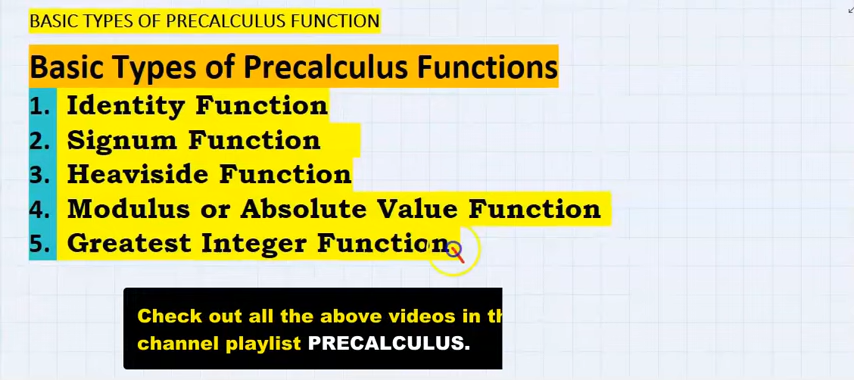 BASIC TYPES OF PRECALCULUS FUNCTION
Basic Types of Precalculus Functions
1. Identity Function
2. Signum Function
3. Heaviside Function
4. Modulus or Absolute Value Function
5. Greatest Integer Function
Check out all the above videos in
channel playlist PRECALCULUS.